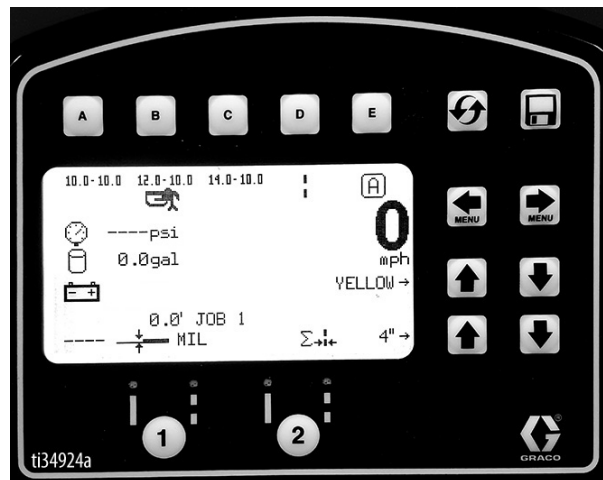 A B C D E
10.0-10.0 12.0-10.0 14.0-10.0
A
0
----psi
mph
0.0gal
YELLOW→
- +
0.0' JOB 1
---- MIL Σ 4"→
MENU MENU
1 2
GRACO
ti34924a